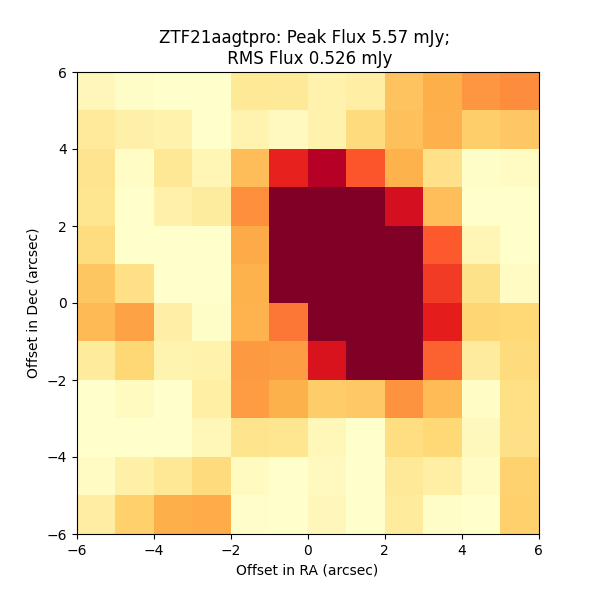 ZTF21aagtpro: Peak Flux 5.57 mJy;
RMS Flux 0.526 mJy
6
4
2
0
−2
−4
−6
Offset in Dec (arcsec)
−6 −4 −2 0 2 4 6
Offset in RA (arcsec)